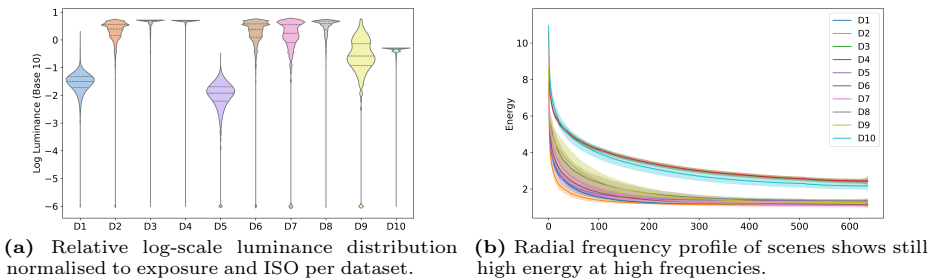 1
0
−1
−2
−3
−4
−5
−6
Log Luminance (Base 10)
D1 D2 D3 D4 D5 D6 D7 D8 D9 D10
(a) Relative log-scale luminance distribution
normalised to exposure and ISO per dataset.
10
8
6
4
2
Energy
0 100 200 300 400 500 600
D1
D2
D3
D4
D5
D6
D7
D8
D9
D10
(b) Radial frequency profile of scenes shows still
high energy at high frequencies.